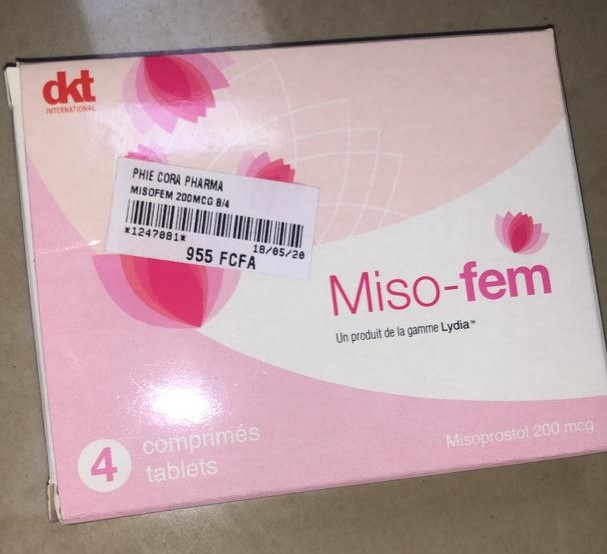 dkt
INTERNATIONAL
PHIE CORA PHARMA
MISOFEM 200MCG B/4
*1247081*
18/05/20
955 FCFA
Miso-fem
Un produit de la gamme Lydia™
4
comprimés
tablets
Misoprostol 200 mcg